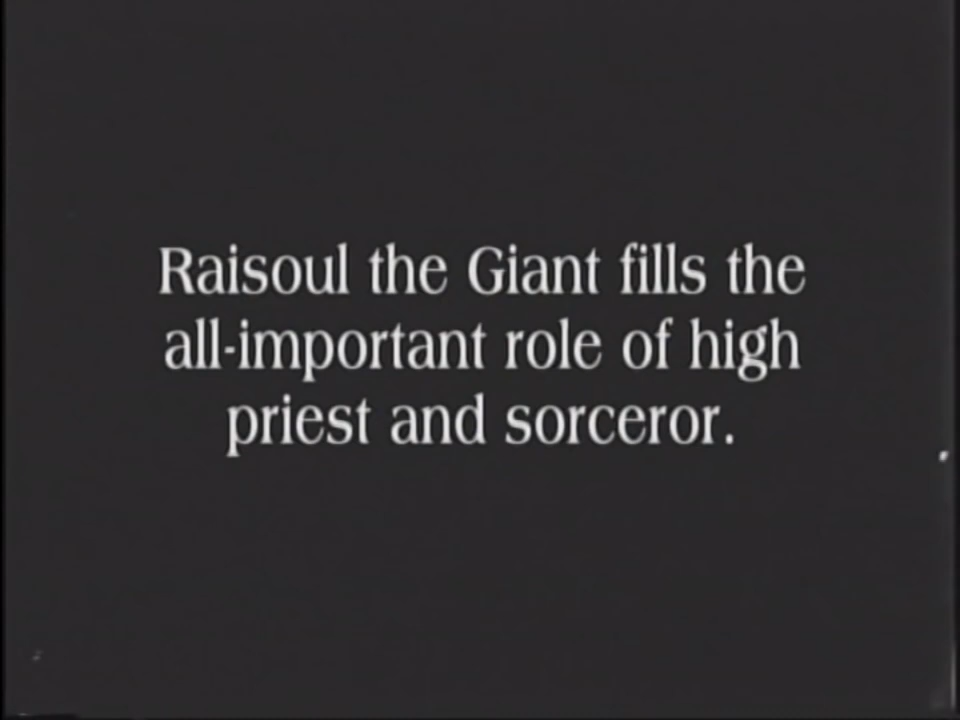 Raisoul the Giant fills the
all-important role of high
priest and sorceror.